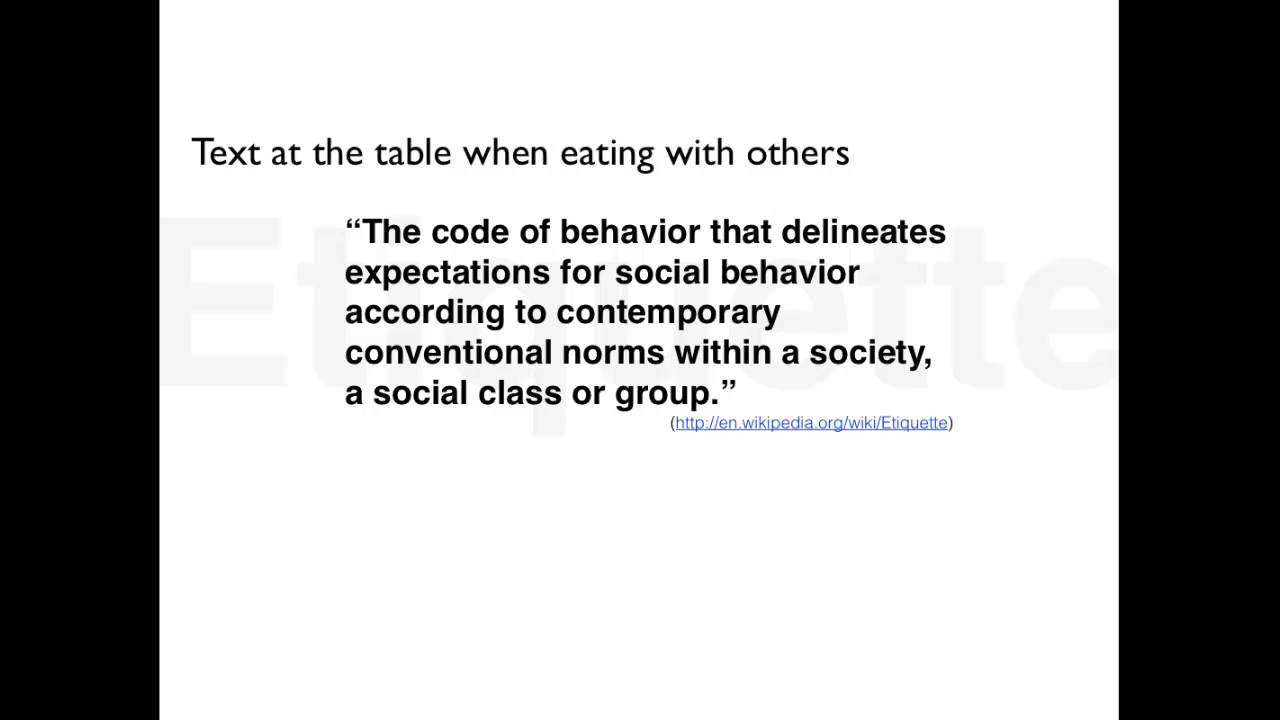 Text at the table when eating with others
Etiquette
“The code of behavior that delineates
expectations for social behavior
according to contemporary
conventional norms within a society,
a social class or group.”
(http://en.wikipedia.org/wiki/Etiquette)